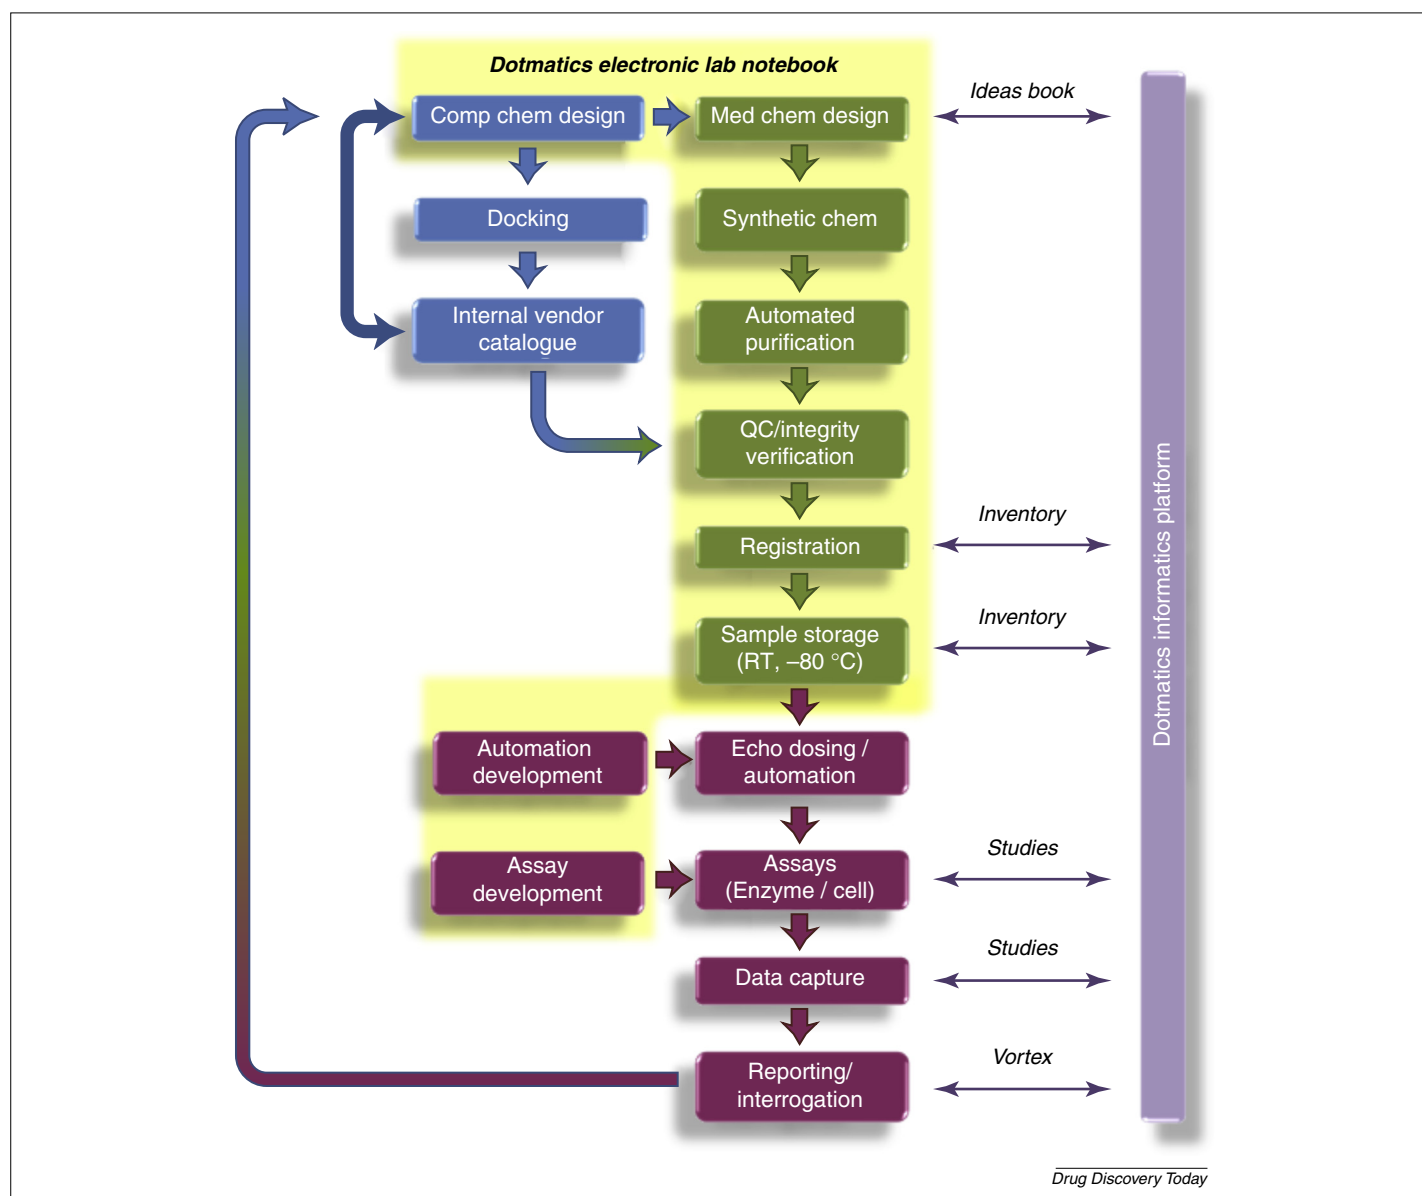 Dotmatics electronic lab notebook
Comp chem design
Med chem design
Ideas book
Docking
Synthetic chem
Internal vendor
catalogue
Automated
purification
QC/integrity
verification
Registration
Inventory
Sample storage
(RT, –80 °C)
Inventory
Automation
development
Echo dosing /
automation
Assay
development
Assays
(Enzyme / cell)
Studies
Data capture
Studies
Reporting/
interrogation
Vortex
Dotmatics informatics platform
Drug Discovery Today